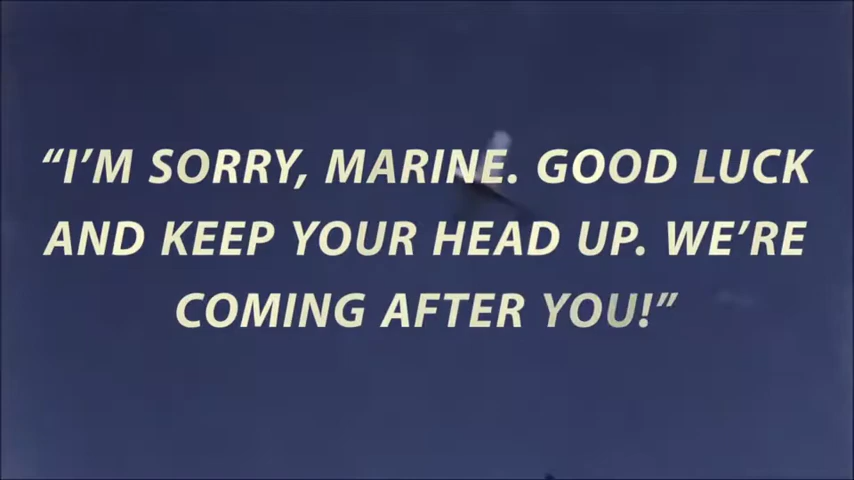 “I’M SORRY, MARINE. GOOD LUCK
AND KEEP YOUR HEAD UP. WE’RE
COMING AFTER YOU!”